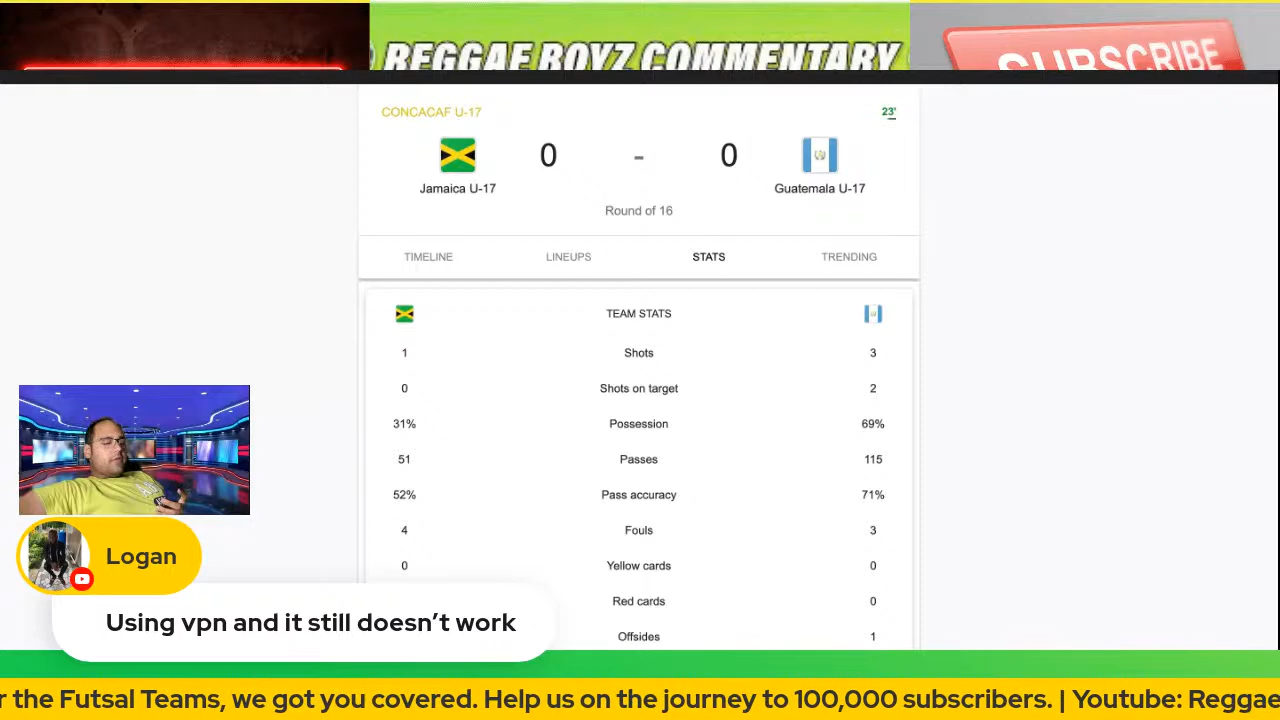 REGGAE BOYZ COMMENTARY
SUBSCRIBE
CONCACAF U-17
23'
0 - 0
Jamaica U-17
Guatemala U-17
Round of 16
TIMELINE LINEUPS STATS TRENDING
TEAM STATS
1 Shots 3
0 Shots on target 2
31% Possession 69%
51 Passes 115
52% Pass accuracy 71%
4 Fouls 3
0 Yellow cards 0
Red cards 0
Offsides 1
Logan
Using vpn and it still doesn’t work
r the Futsal Teams, we got you covered. Help us on the journey to 100,000 subscribers. | Youtube: Reggae